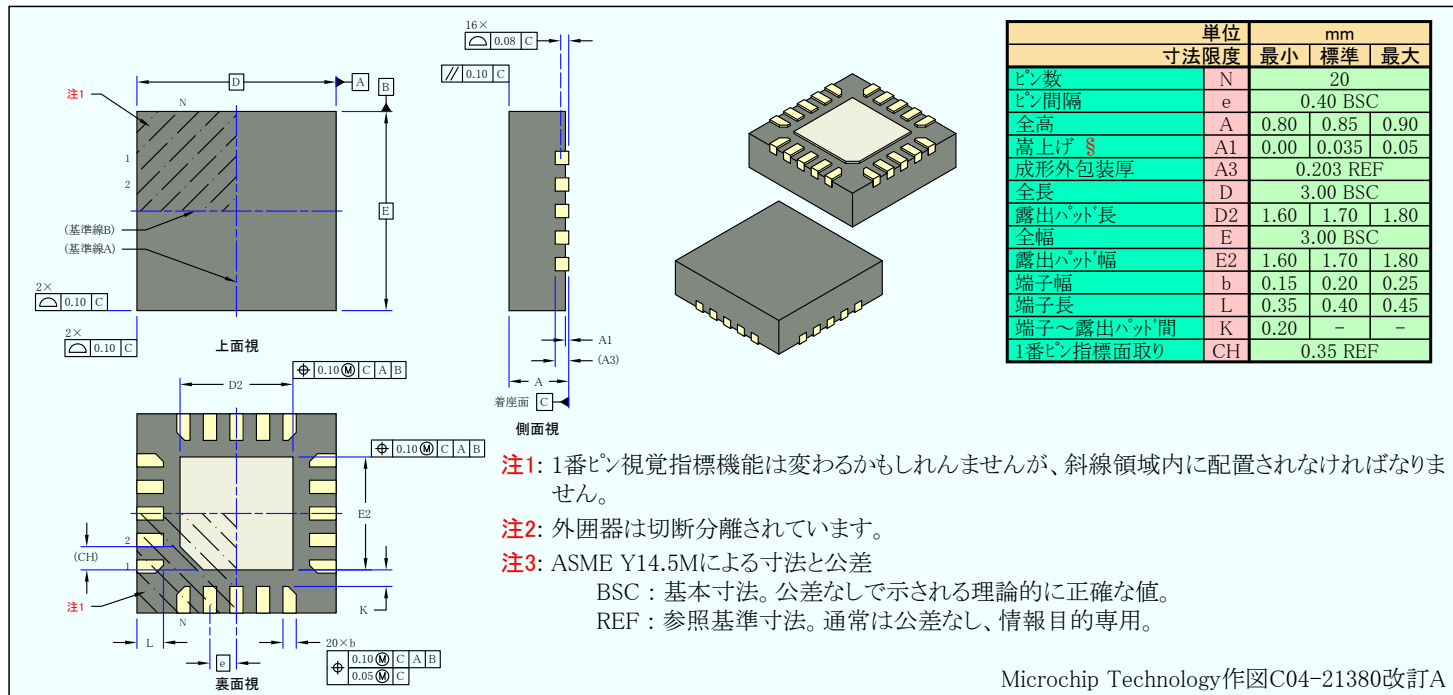 16×
0.08 C
// 0.10 C
D
A
B
注1
N
1
2
E
(基準線B)
(基準線A)
2×
0.10 C
2×
0.10 C
上面視
A1
(A3)
A
着座面 C
側面視
単位 mm
寸法限度 最小 標準 最大
ピン数 N 20
ピン間隔 e 0.40 BSC
全高 A 0.80 0.85 0.90
嵩上げ § A1 0.00 0.035 0.05
成形外包装厚 A3 0.203 REF
全長 D 3.00 BSC
露出パッド長 D2 1.60 1.70 1.80
全幅 E 3.00 BSC
露出パッド幅 E2 1.60 1.70 1.80
端子幅 b 0.15 0.20 0.25
端子長 L 0.35 0.40 0.45
端子～露出パッド間 K 0.20 - -
1番ピン指標面取り CH 0.35 REF
D2
⌖ 0.10 Ⓜ C A B
⌖ 0.10 Ⓜ C A B
E2
2
(CH)
1
注1
N
K
L
e
20×b
⌖ 0.10 Ⓜ C A B
0.05 Ⓜ C
裏面視
注1: 1番ピン視覚指標機能は変わるかもしれんませんが、斜線領域内に配置されなければなりま
せん。
注2: 外囲器は切断分離されています。
注3: ASME Y14.5Mによる寸法と公差
BSC : 基本寸法。公差なしで示される理論的に正確な値。
REF : 参照基準寸法。通常は公差なし、情報目的専用。
Microchip Technology作図C04-21380改訂A